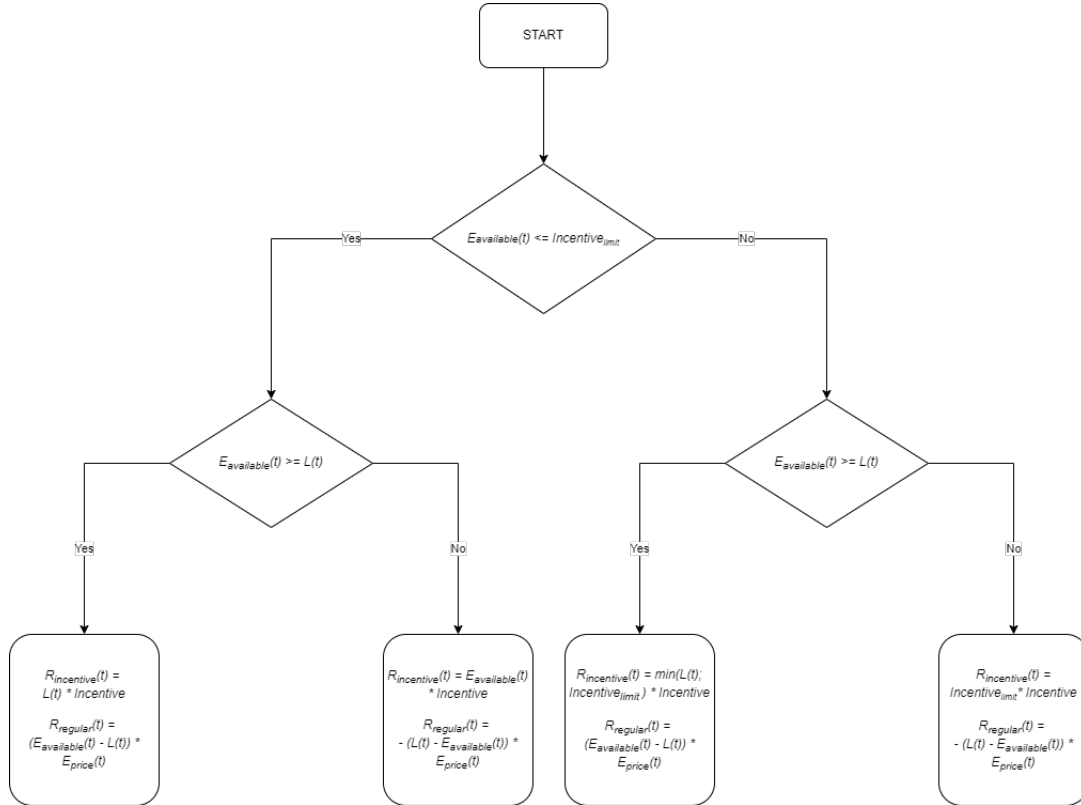 START
Eavailable(t) <= Incentivelimit
Yes
No
Eavailable(t) >= L(t)
Eavailable(t) >= L(t)
Yes
No
Yes
No
Rincentive(t) =
L(t) * Incentive
Rregular(t) =
(Eavailable(t) - L(t)) *
Eprice(t)
Rincentive(t) = Eavailable(t)
* Incentive
Rregular(t) =
- (L(t) - Eavailable(t)) *
Eprice(t)
Rincentive(t) = min(L(t);
Incentivelimit) * Incentive
Rregular(t) =
(Eavailable(t) - L(t)) *
Eprice(t)
Rincentive(t) =
Incentivelimit* Incentive
Rregular(t) =
- (L(t) - Eavailable(t)) *
Eprice(t)